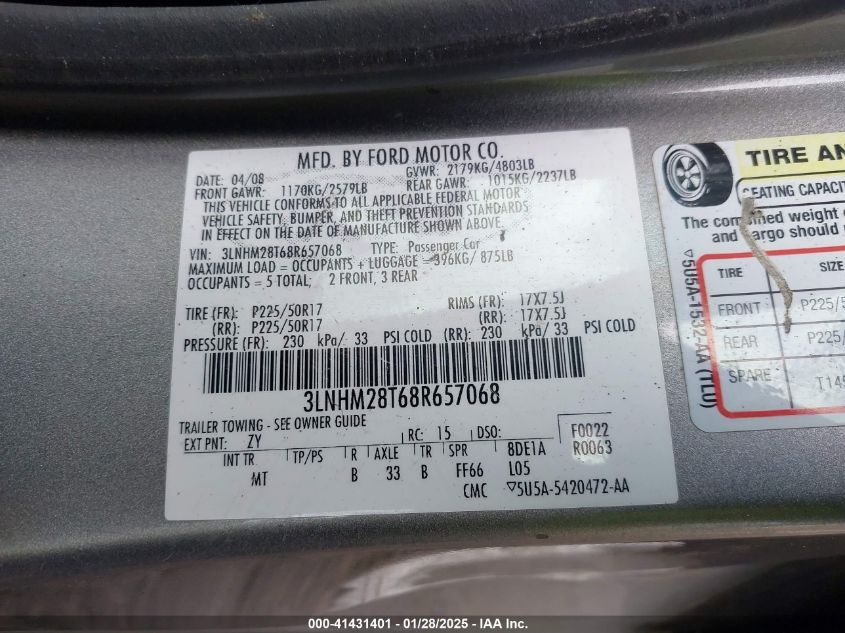 MFD. BY FORD MOTOR CO.
DATE: 04/08 GVWR: 2179KG/4803LB
FRONT GAWR: 1170KG/2579LB REAR GAWR: 1015KG/2237LB
THIS VEHICLE CONFORMS TO ALL APPLICABLE FEDERAL MOTOR
VEHICLE SAFETY, BUMPER, AND THEFT PREVENTION STANDARDS
IN EFFECT ON THE DATE OF MANUFACTURE SHOWN ABOVE.
VIN: 3LNHM28T68R657068 TYPE: Passenger Car
MAXIMUM LOAD = OCCUPANTS + LUGGAGE = 396KG/ 875LB
OCCUPANTS = 5 TOTAL; 2 FRONT, 3 REAR
TIRE (FR): P225/50R17 RIMS (FR): 17X7.5J
(RR): P225/50R17 (RR): 17X7.5J
PRESSURE (FR): 230 kPa/ 33 PSI COLD (RR): 230 kPa/ 33 PSI COLD
3LNHM28T68R657068
TRAILER TOWING - SEE OWNER GUIDE
EXT PNT: ZY RC: 15 DSO: F0022
INT TR TP/PS R AXLE TR SPR 8DE1A R0063
MT B 33 B FF66 L05
CMC ▽5U5A-5420472-AA
TIRE AN
SEATING CAPACIT
The combined weight o
and cargo should
TIRE SIZE
FRONT P225/5
REAR P225/
SPARE T145
▽5U5A-1532-AA (TLU)
000-41431401 - 01/28/2025 - IAA Inc.